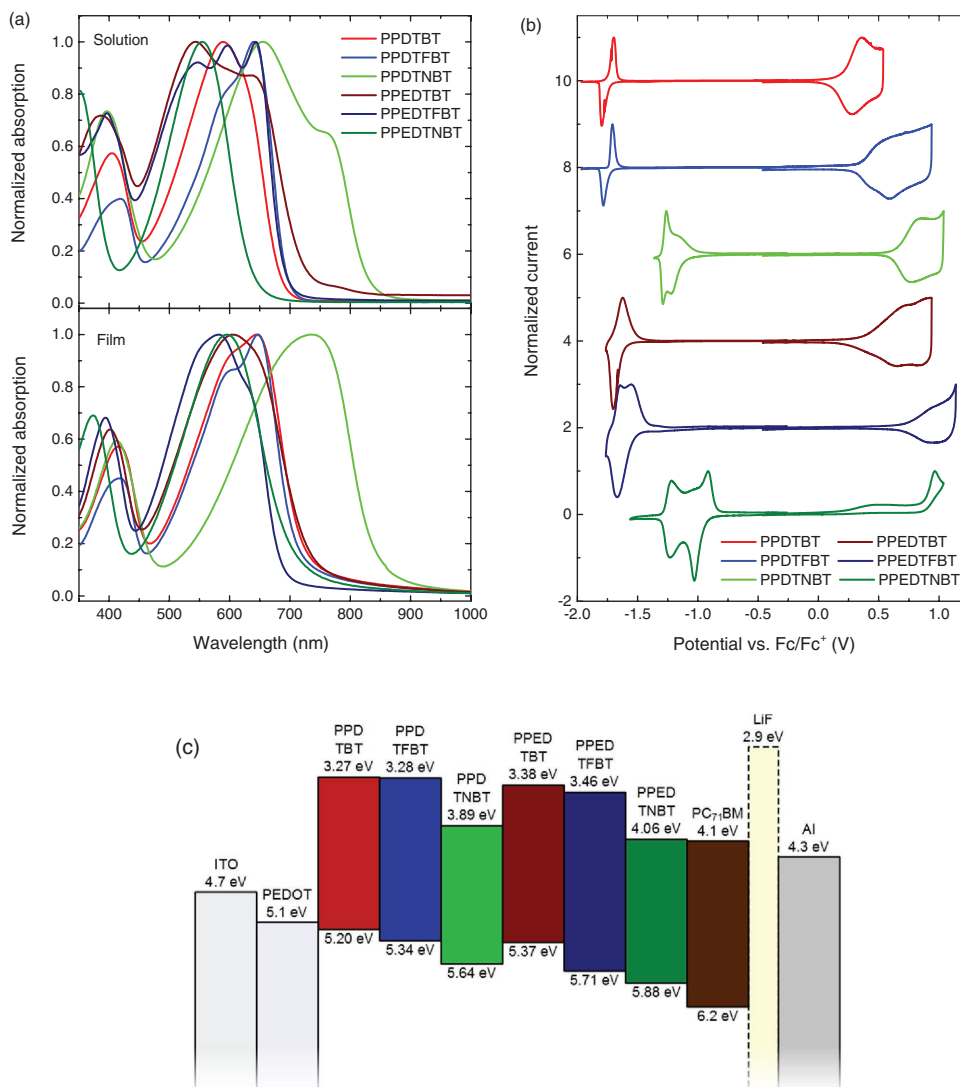 (a)
Normalized absorption
1.0
0.8
0.6
0.4
0.2
0.0
Solution
PPDTBT
PPDTFBT
PPDTNBT
PPEDTBT
PPEDTFBT
PPEDTNBT
Normalized absorption
1.0
0.8
0.6
0.4
0.2
0.0
Film
400 500 600 700 800 900 1000
Wavelength (nm)
(b)
Normalized current
10
8
6
4
2
0
-2
PPDTBT PPEDTBT
PPDTFBT PPEDTFBT
PPDTNBT PPEDTNBT
-2.0 -1.5 -1.0 -0.5 0.0 0.5 1.0
Potential vs. Fc/Fc⁺ (V)
(c)
ITO
4.7 eV
PEDOT
5.1 eV
PPD
TBT
3.27 eV
5.20 eV
PPD
TFBT
3.28 eV
5.34 eV
PPD
TNBT
3.89 eV
5.64 eV
PPED
TBT
3.38 eV
5.37 eV
PPED
TFBT
3.46 eV
5.71 eV
PPED
TNBT
4.06 eV
5.88 eV
PC₇₁BM
4.1 eV
6.2 eV
LiF
2.9 eV
Al
4.3 eV